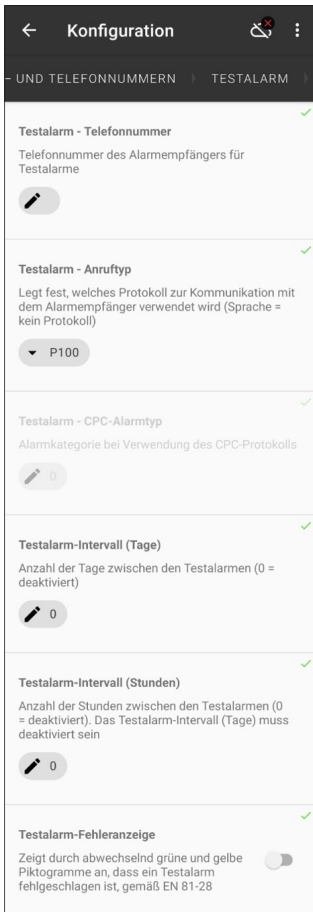 Konfiguration
- UND TELEFONNUMMERN TESTALARM
Testalarm - Telefonnummer
Telefonnummer des Alarmempfängers für
Testalarme
Testalarm - Anruftyp
Legt fest, welches Protokoll zur Kommunikation mit
dem Alarmempfänger verwendet wird (Sprache =
kein Protokoll)
P100
Testalarm - CPC-Alarmtyp
Alarmkategorie bei Verwendung des CPC-Protokolls
0
Testalarm-Intervall (Tage)
Anzahl der Tage zwischen den Testalarmen (0 =
deaktiviert)
0
Testalarm-Intervall (Stunden)
Anzahl der Stunden zwischen den Testalarmen (0
= deaktiviert). Das Testalarm-Intervall (Tage) muss
deaktiviert sein
0
Testalarm-Fehleranzeige
Zeigt durch abwechselnd grüne und gelbe
Piktogramme an, dass ein Testalarm
fehlgeschlagen ist, gemäß EN 81-28